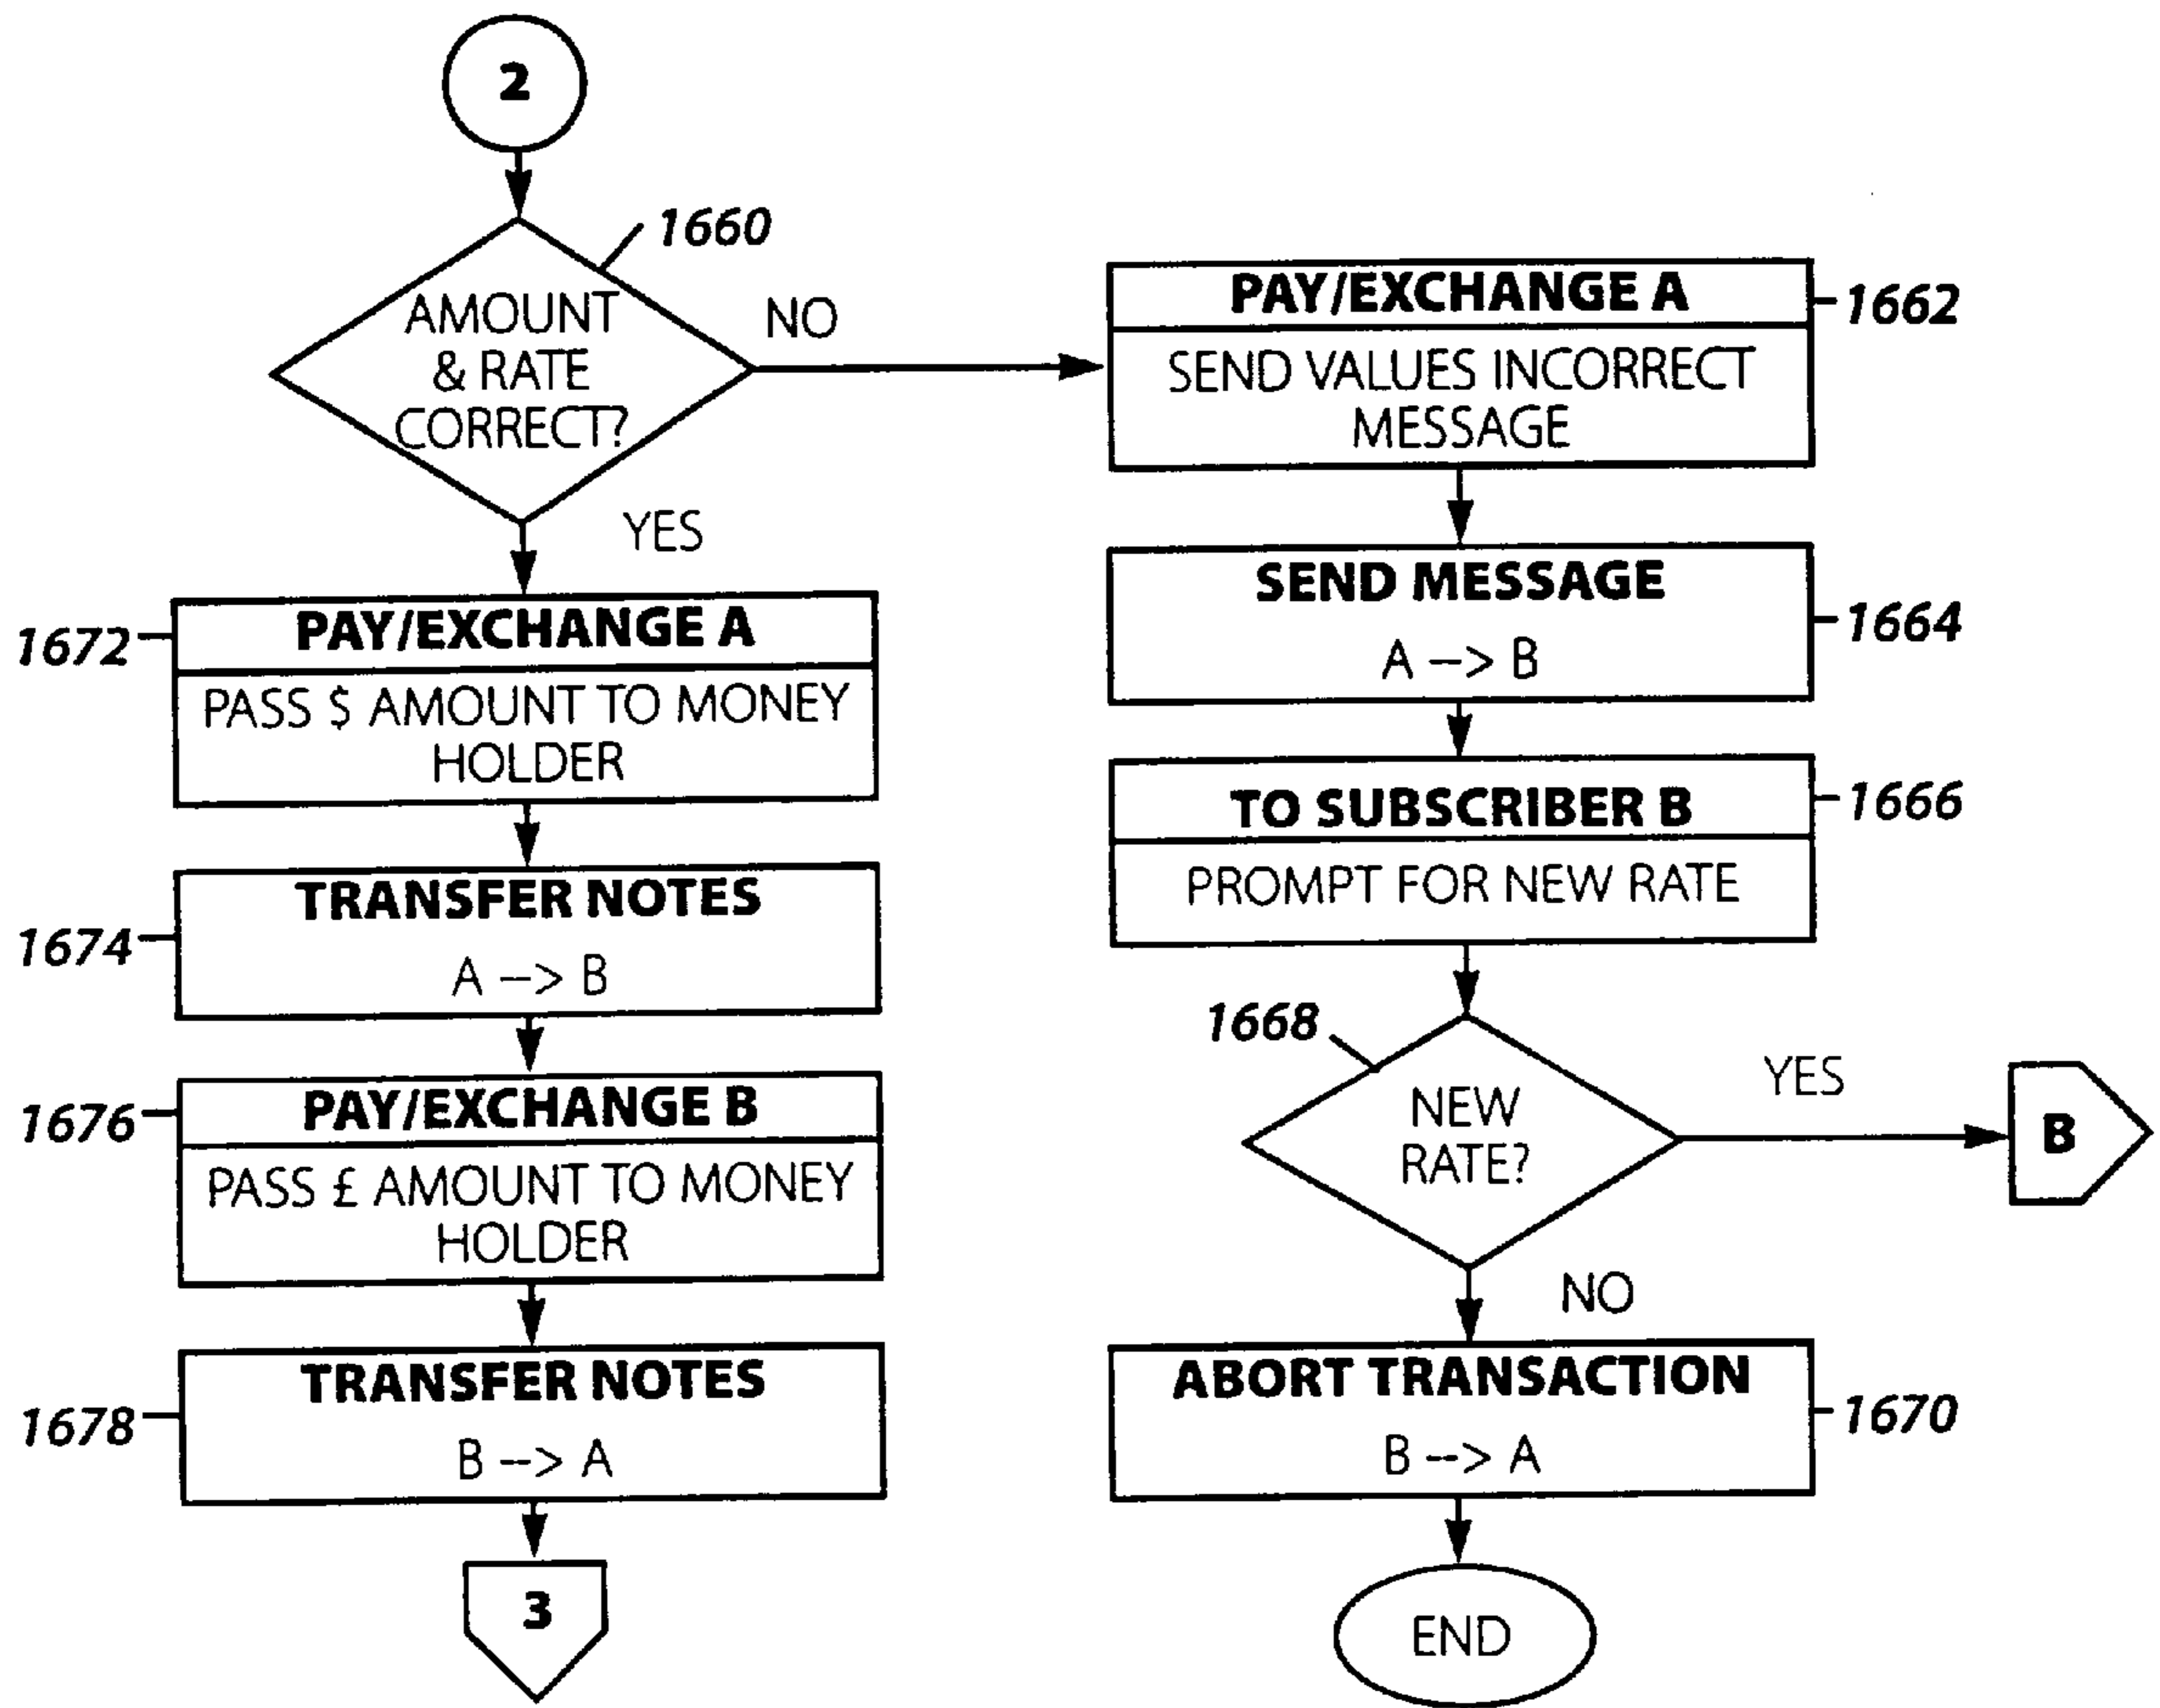 2
1660
AMOUNT
& RATE
CORRECT?
NO
YES
1672
PAY/EXCHANGE A
PASS $ AMOUNT TO MONEY
HOLDER
1674
TRANSFER NOTES
A --> B
1676
PAY/EXCHANGE B
PASS £ AMOUNT TO MONEY
HOLDER
1678
TRANSFER NOTES
B --> A
3
PAY/EXCHANGE A
1662
SEND VALUES INCORRECT
MESSAGE
SEND MESSAGE
1664
A --> B
TO SUBSCRIBER B
1666
PROMPT FOR NEW RATE
1668
NEW
RATE?
YES
B
NO
ABORT TRANSACTION
1670
B --> A
END